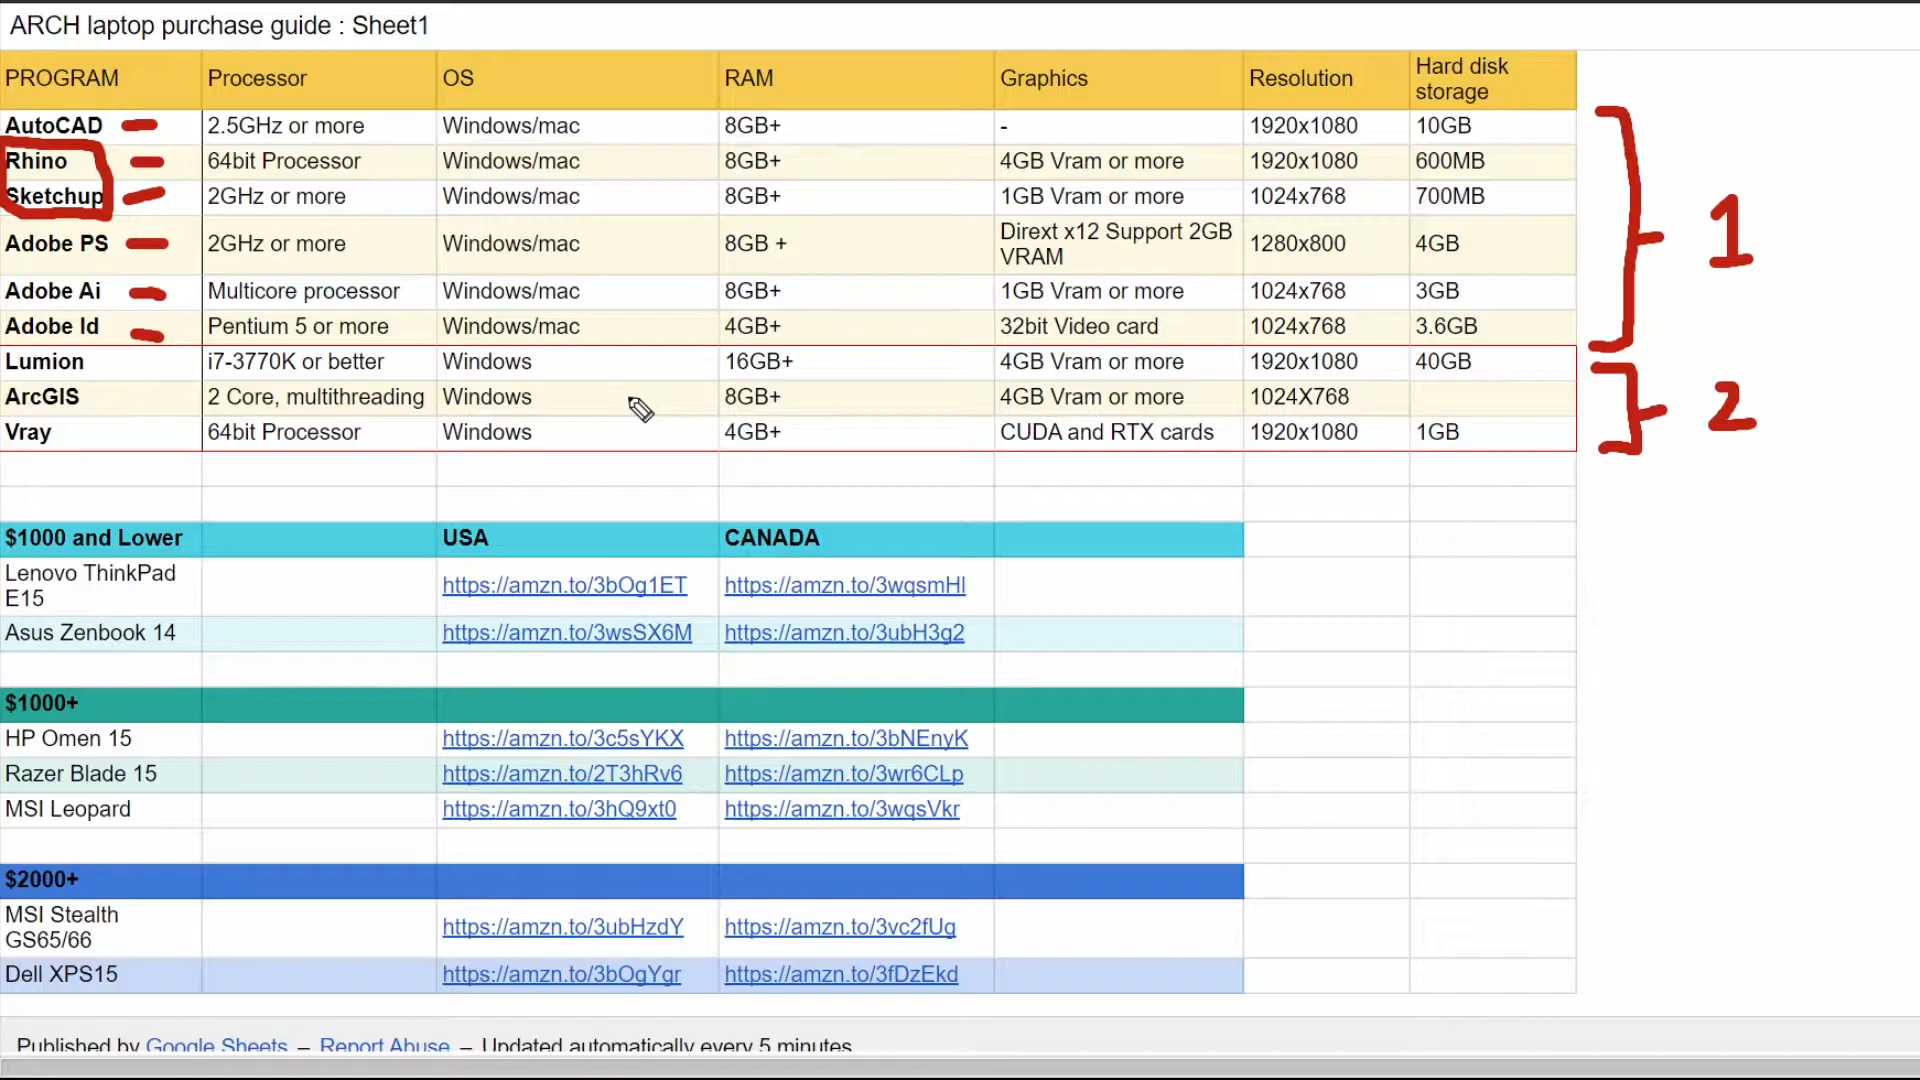 ARCH laptop purchase guide : Sheet1
PROGRAM Processor OS RAM Graphics Resolution Hard disk storage
AutoCAD 2.5GHz or more Windows/mac 8GB+ - 1920x1080 10GB
Rhino 64bit Processor Windows/mac 8GB+ 4GB Vram or more 1920x1080 600MB
Sketchup 2GHz or more Windows/mac 8GB+ 1GB Vram or more 1024x768 700MB
1
Adobe PS 2GHz or more Windows/mac 8GB + Dirext x12 Support 2GB VRAM 1280x800 4GB
Adobe Ai Multicore processor Windows/mac 8GB+ 1GB Vram or more 1024x768 3GB
Adobe Id Pentium 5 or more Windows/mac 4GB+ 32bit Video card 1024x768 3.6GB
Lumion i7-3770K or better Windows 16GB+ 4GB Vram or more 1920x1080 40GB
ArcGIS 2 Core, multithreading Windows 8GB+ 4GB Vram or more 1024X768
2
Vray 64bit Processor Windows 4GB+ CUDA and RTX cards 1920x1080 1GB
$1000 and Lower USA CANADA
Lenovo ThinkPad E15 https://amzn.to/3bOg1ET https://amzn.to/3wqsmHl
Asus Zenbook 14 https://amzn.to/3wsSX6M https://amzn.to/3ubH3g2
$1000+
HP Omen 15 https://amzn.to/3c5sYKX https://amzn.to/3bNEnyK
Razer Blade 15 https://amzn.to/2T3hRv6 https://amzn.to/3wr6CLp
MSI Leopard https://amzn.to/3hQ9xt0 https://amzn.to/3wqsVkr
$2000+
MSI Stealth GS65/66 https://amzn.to/3ubHzdY https://amzn.to/3vc2fUg
Dell XPS15 https://amzn.to/3bOgYgr https://amzn.to/3fDzEkd
Published by Google Sheets – Report Abuse – Updated automatically every 5 minutes